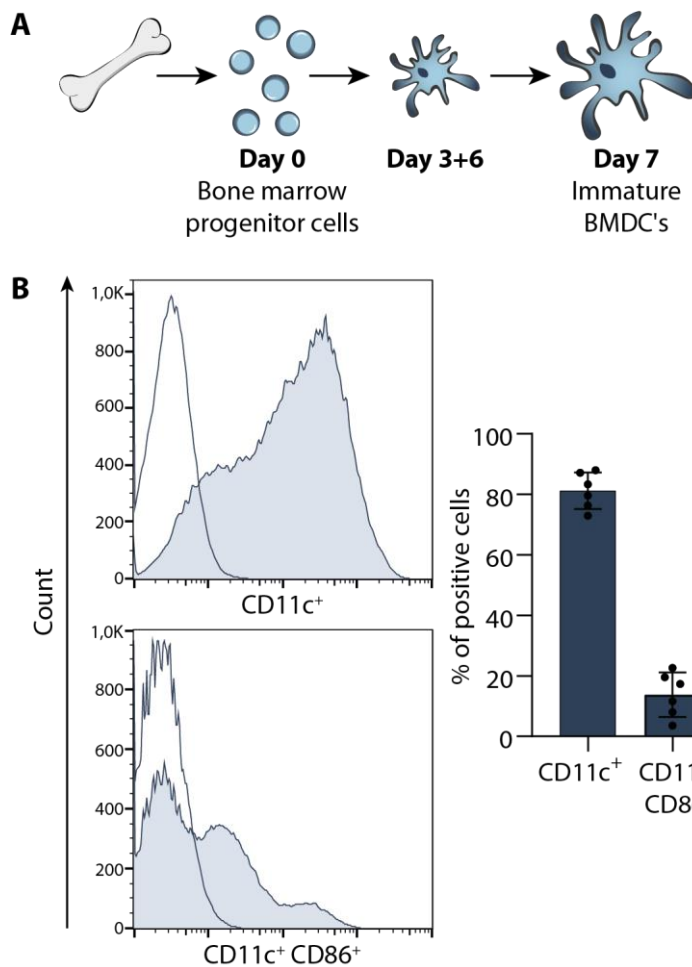 A
Day 0
Bone marrow
progenitor cells
Day 3+6
Day 7
Immature
BMDC's
B
Count
1,0K
800
600
400
200
0
CD11c⁺
1,0K
800
600
400
200
0
CD11c⁺ CD86⁺
% of positive cells
100
80
60
40
20
0
CD11c⁺
CD11
CD8